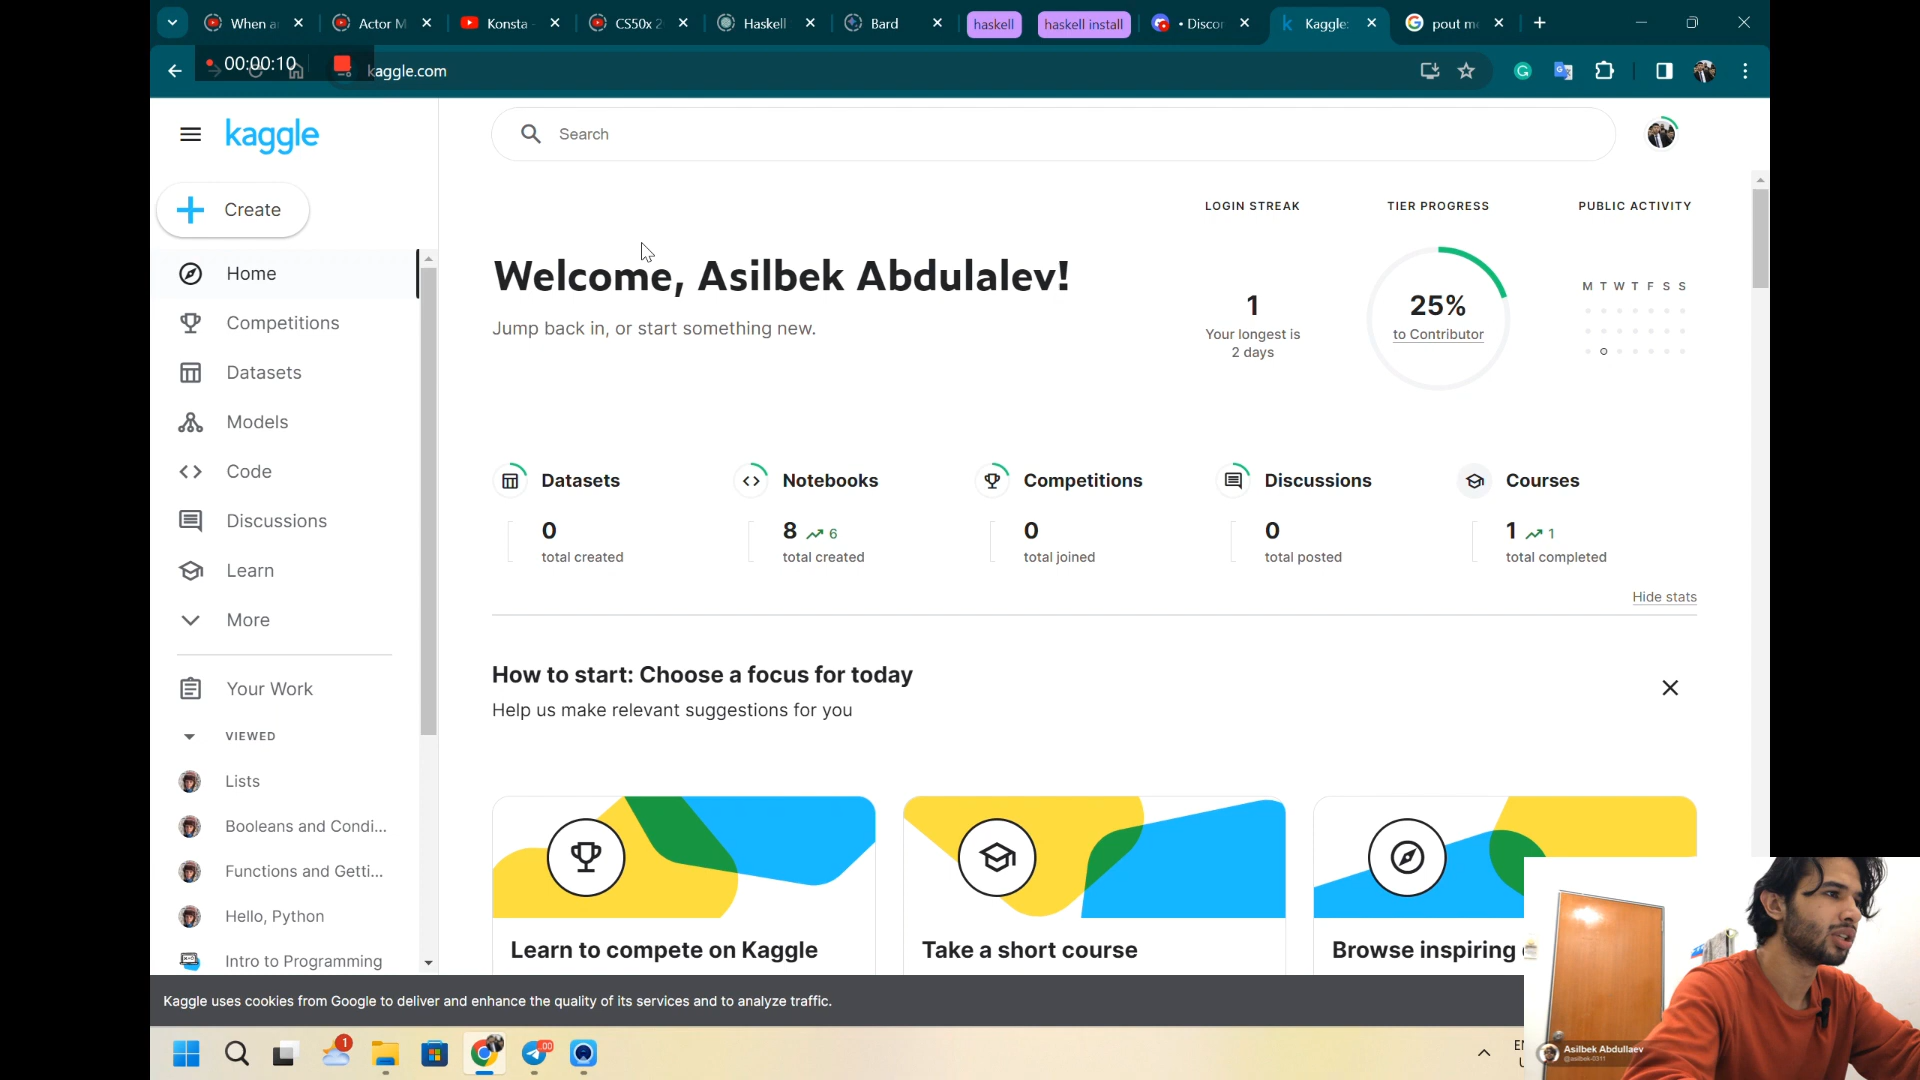 When a
Actor M
Konsta
CS50x 2
Haskell
Bard
haskell
haskell install
• Discor
Kaggle:
pout me
00:00:10
kaggle.com
kaggle
Search
Create
Home
Competitions
Datasets
Models
Code
Discussions
Learn
More
Your Work
VIEWED
Lists
Booleans and Condi...
Functions and Getti...
Hello, Python
Intro to Programming
LOGIN STREAK
TIER PROGRESS
PUBLIC ACTIVITY
Welcome, Asilbek Abdulalev!
Jump back in, or start something new.
1
Your longest is
2 days
25%
to Contributor
M T W T F S S
Datasets
0
total created
Notebooks
8 6
total created
Competitions
0
total joined
Discussions
0
total posted
Courses
1 1
total completed
Hide stats
How to start: Choose a focus for today
Help us make relevant suggestions for you
Learn to compete on Kaggle
Take a short course
Browse inspiring
Kaggle uses cookies from Google to deliver and enhance the quality of its services and to analyze traffic.
1
00
Asilbek Abdullaev
@asilbek-0311